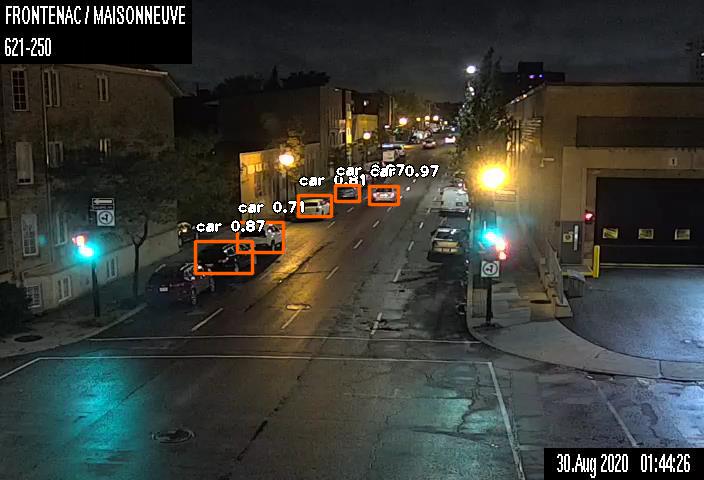 FRONTENAC / MAISONNEUVE
621-250
car 0.97
car 0.81
car 0.71
car 0.87
1
30.Aug 2020 01:44:26